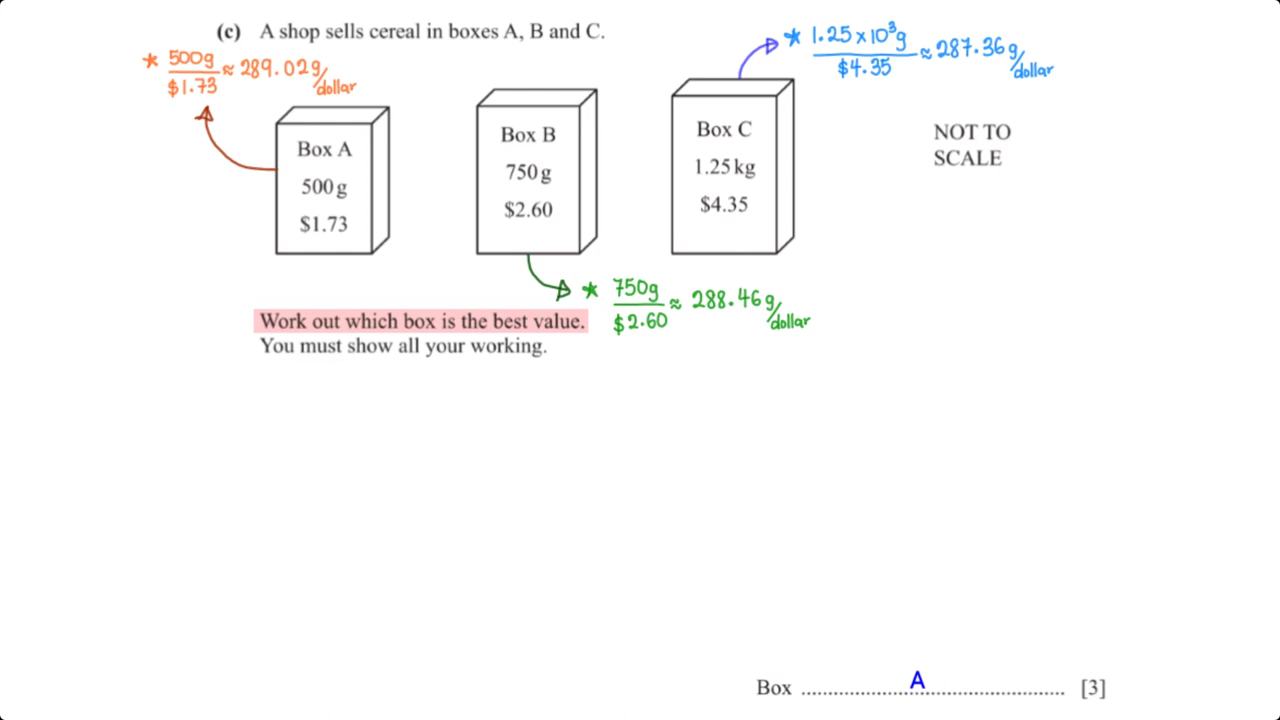 (c) A shop sells cereal in boxes A, B and C.
* 500g / $1.73 ≈ 289.02g/dollar
* 1.25 × 10³g / $4.35 ≈ 287.36g/dollar
Box A
500 g
$1.73
Box B
750 g
$2.60
Box C
1.25 kg
$4.35
NOT TO
SCALE
* 750g / $2.60 ≈ 288.46g/dollar
Work out which box is the best value.
You must show all your working.
Box ................A................ [3]